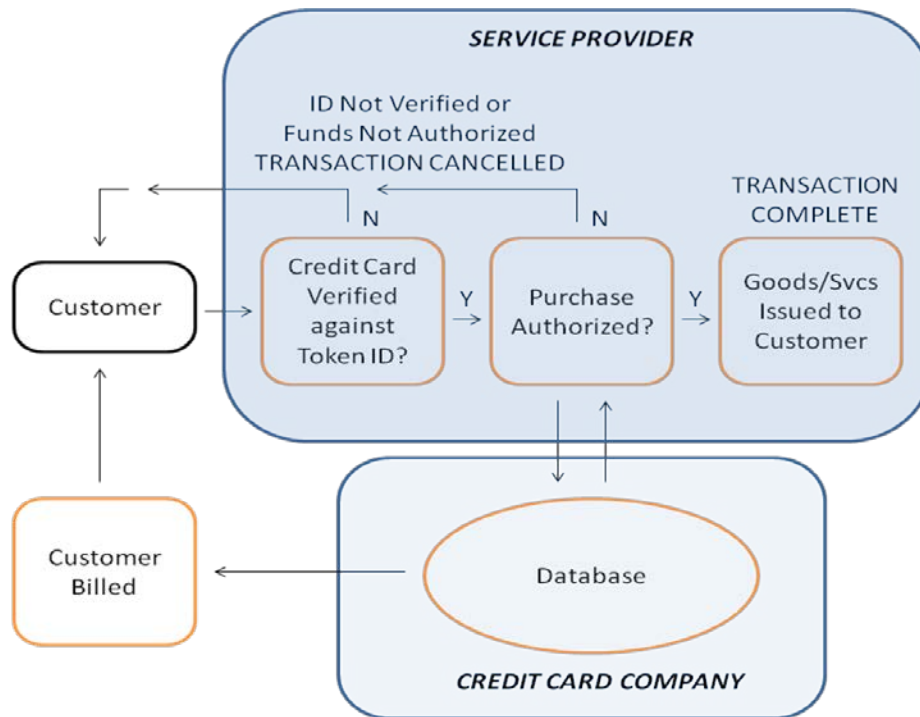 SERVICE PROVIDER
ID Not Verified or
Funds Not Authorized
TRANSACTION CANCELLED
TRANSACTION
COMPLETE
N
N
Customer
Credit Card
Verified
against
Token ID?
Y
Purchase
Authorized?
Y
Goods/Svcs
Issued to
Customer
Customer
Billed
Database
CREDIT CARD COMPANY